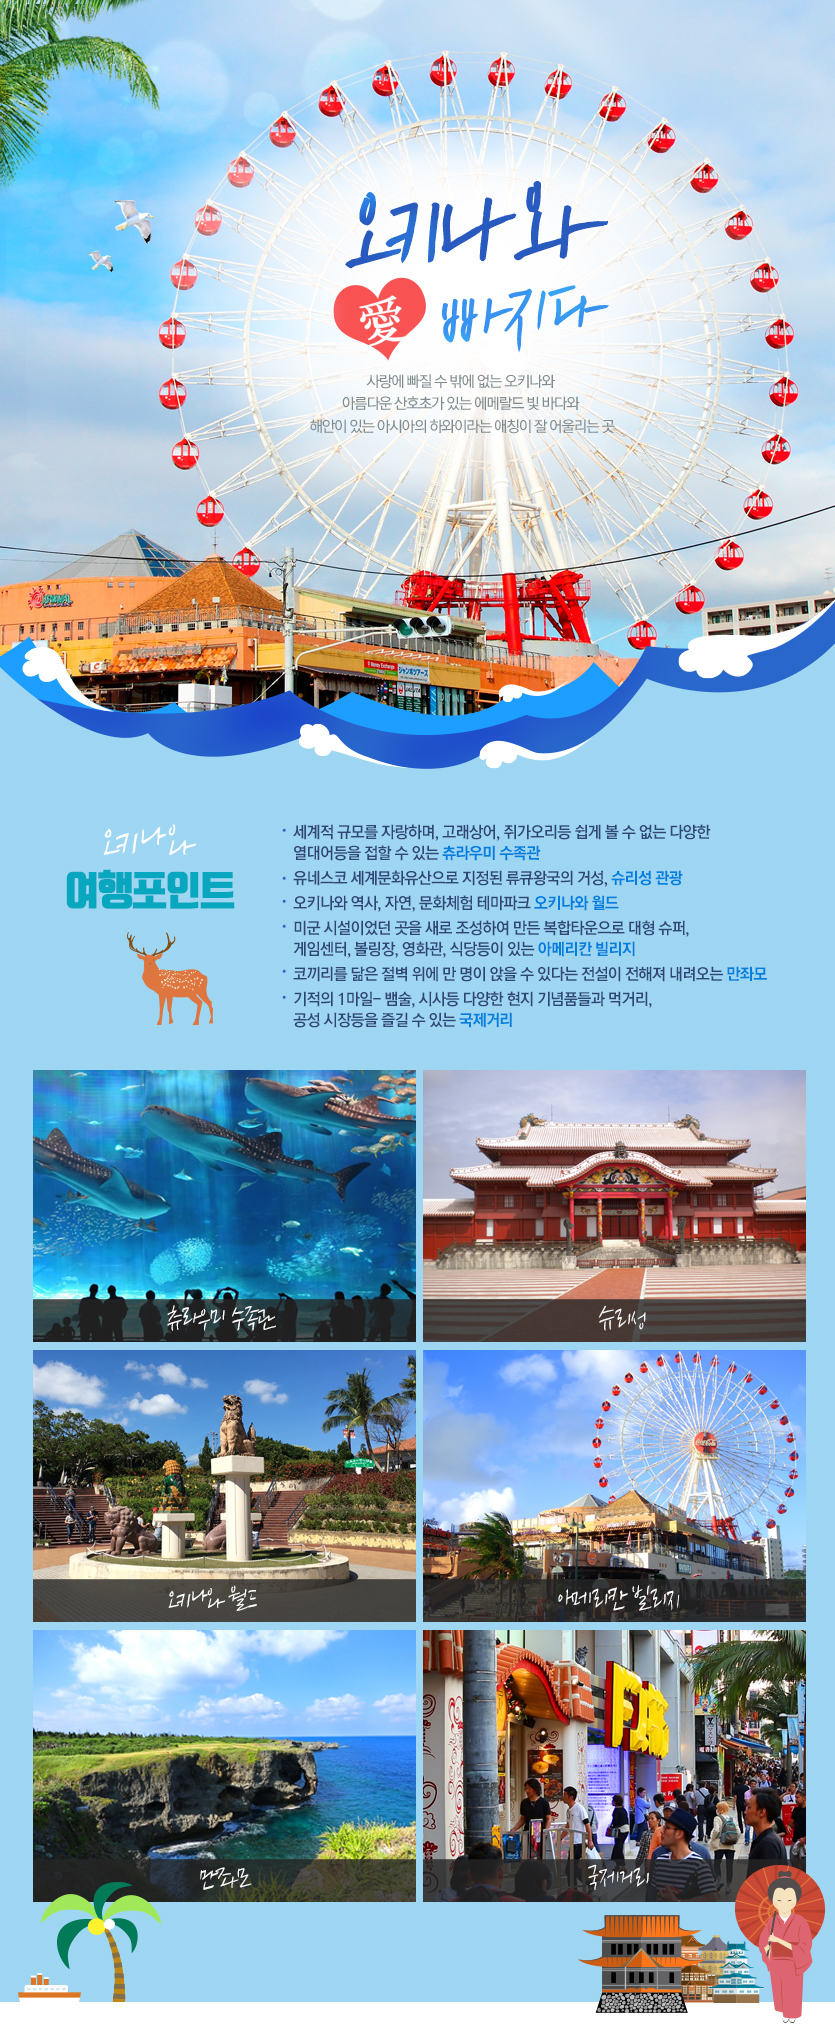 오키나와
愛 빠지다
사랑에 빠질 수 밖에 없는 오키나와
아름다운 산호초가 있는 에메랄드 빛 바다와
해안이 있는 아시아의 하와이라는 애칭이 잘 어울리는 곳
오키나와
여행포인트
· 세계적 규모를 자랑하며, 고래상어, 쥐가오리등 쉽게 볼 수 없는 다양한
열대어등을 접할 수 있는 츄라우미 수족관
· 유네스코 세계문화유산으로 지정된 류큐왕국의 거성, 슈리성 관광
· 오키나와 역사, 자연, 문화체험 테마파크 오키나와 월드
· 미군 시설이었던 곳을 새로 조성하여 만든 복합타운으로 대형 슈퍼,
게임센터, 볼링장, 영화관, 식당등이 있는 아메리칸 빌리지
· 코끼리를 닮은 절벽 위에 만 명이 앉을 수 있다는 전설이 전해져 내려오는 만좌모
· 기적의 1마일- 뱀술, 시사등 다양한 현지 기념품들과 먹거리,
공성 시장등을 즐길 수 있는 국제거리
츄라우미 수족관
슈리성
오키나와 월드
아메리칸 빌리지
만좌모
국제거리